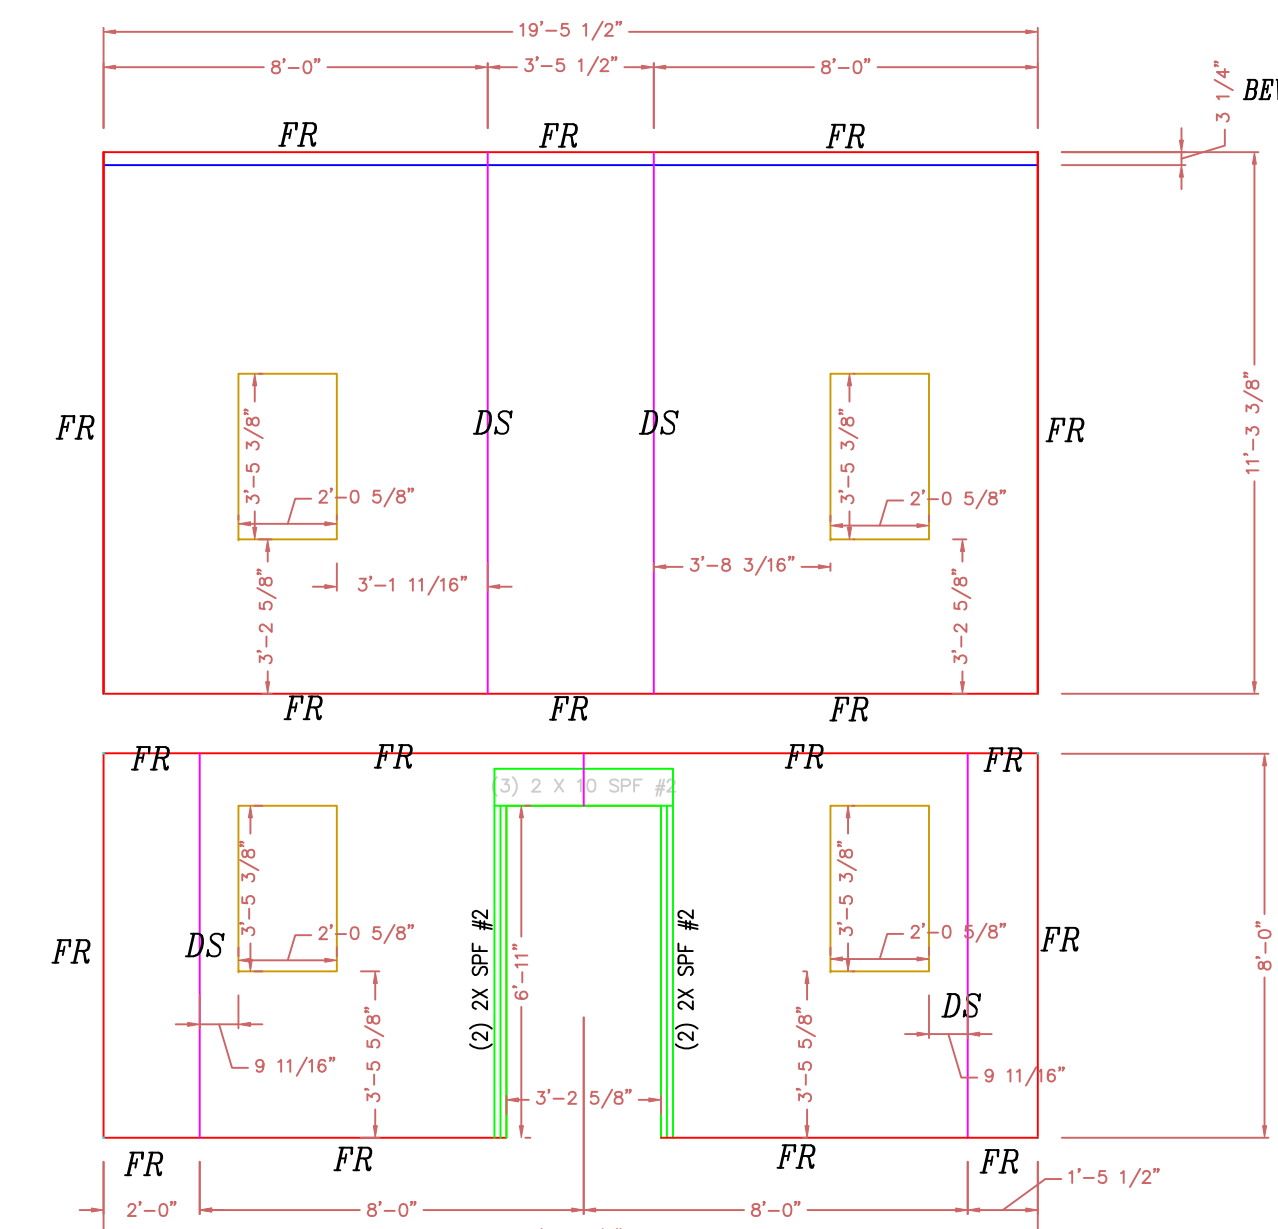 19'-5 1/2"
8'-0" 3'-5 1/2" 8'-0"
3 1/4"
FR FR FR
FR DS DS FR
3'-5 3/8" 3'-5 3/8"
2'-0 5/8" 2'-0 5/8"
11'-3 3/8"
3'-8 3/16"
3'-1 11/16"
3'-2 5/8" 3'-2 5/8"
FR FR FR
FR FR FR FR
(3) 2 X 10 SPF #2
3'-5 3/8" 3'-5 3/8"
2'-0 5/8" 2'-0 5/8"
FR DS FR
(2) 2X SPF #2 6'-11" (2) 2X SPF #2
8'-0"
DS
3'-5 5/8" 3'-5 5/8"
9 11/16" 9 11/16"
3'-2 5/8"
FR FR FR FR
1'-5 1/2"
2'-0" 8'-0" 8'-0"